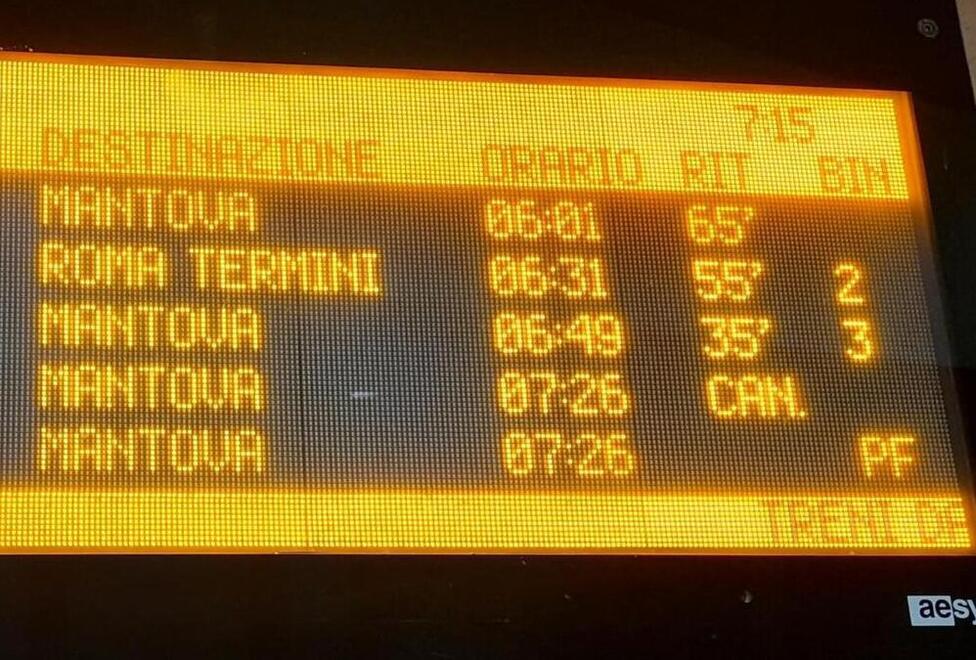 7:15
DESTINAZIONE ORARIO RIT BIN
MANTOVA 06:01 65'
ROMA TERMINI 06:31 55' 2
MANTOVA 06:49 35' 3
MANTOVA 07:26 CAN.
MANTOVA 07:26 PF
TRENI
aesy